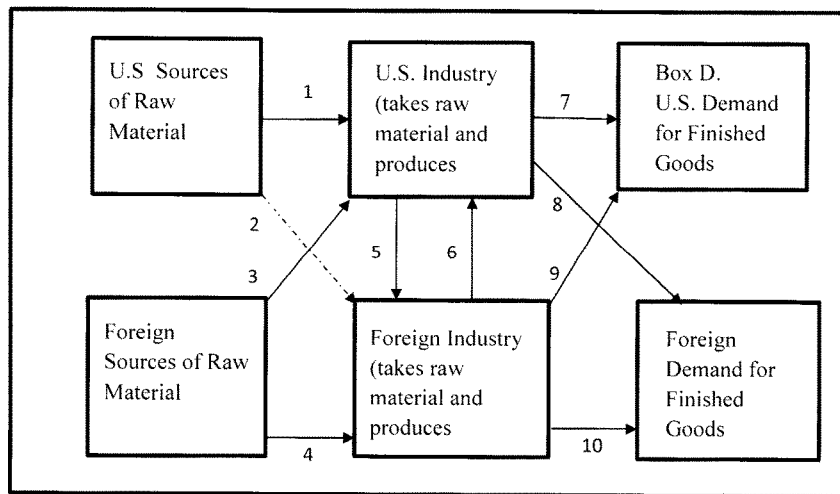 U.S Sources
of Raw
Material
1
U.S. Industry
(takes raw
material and
produces
7
Box D.
U.S. Demand
for Finished
Goods
2
3
5
6
8
9
Foreign
Sources of Raw
Material
4
Foreign Industry
(takes raw
material and
produces
10
Foreign
Demand for
Finished
Goods